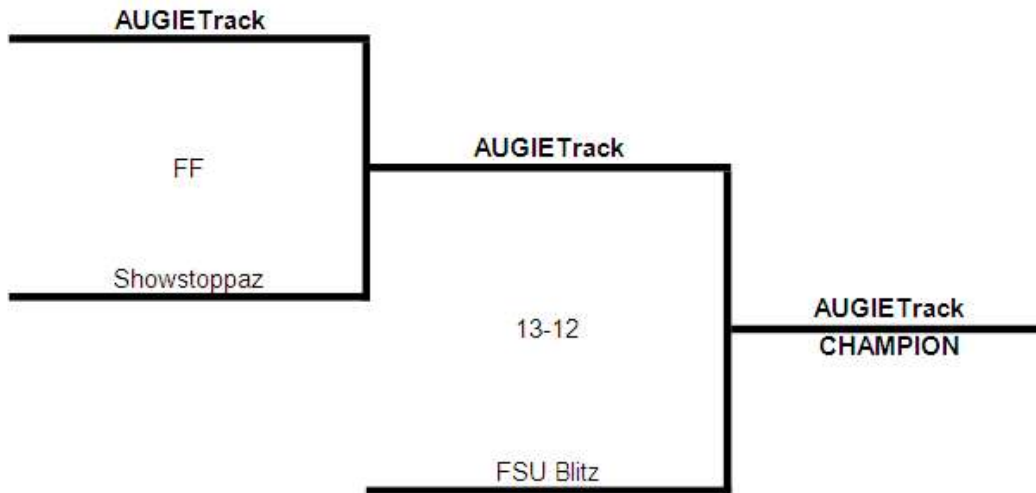 AUGIETrack
FF
Showstoppaz
AUGIETrack
13-12
FSU Blitz
AUGIETrack
CHAMPION